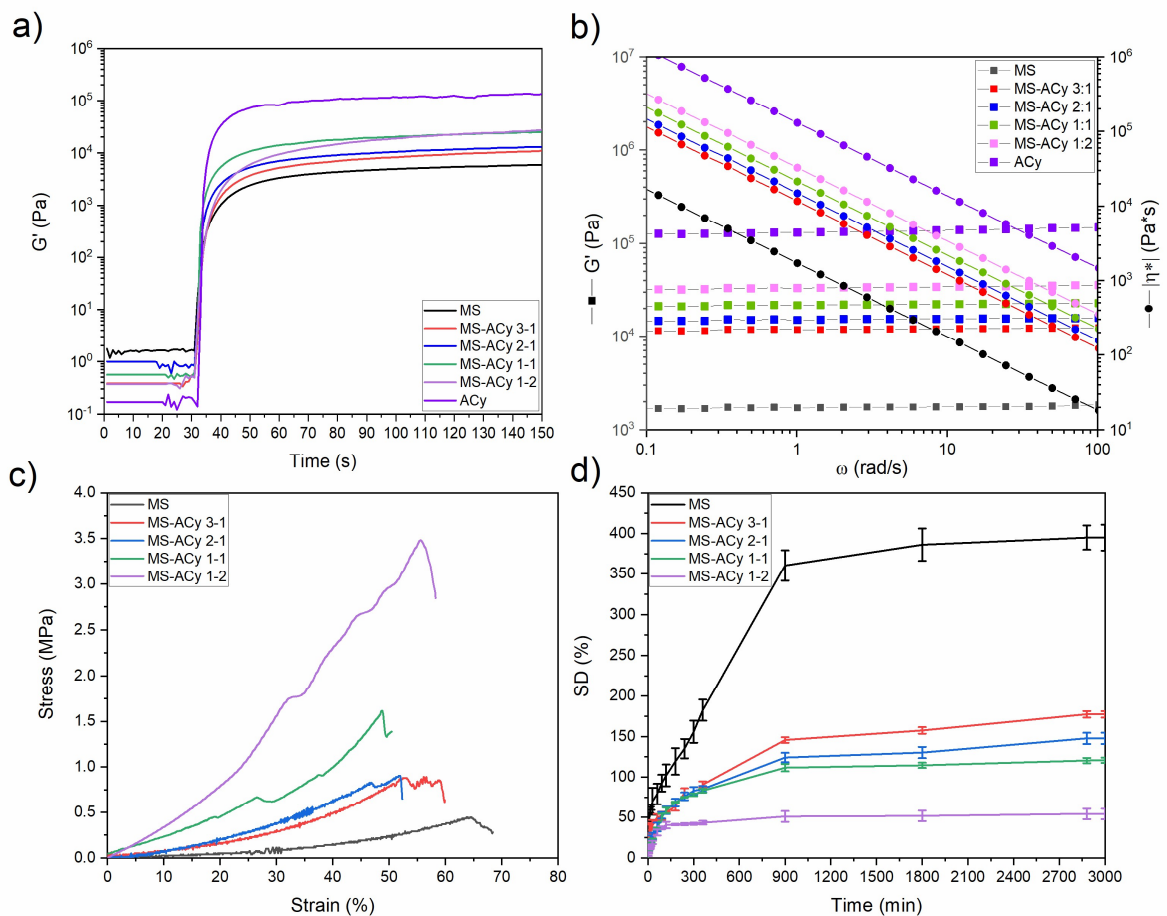 a)
G' (Pa)
10^6
10^5
10^4
10^3
10^2
10^1
10^0
10^-1
0 10 20 30 40 50 60 70 80 90 100 110 120 130 140 150
Time (s)
MS
MS-ACy 3-1
MS-ACy 2-1
MS-ACy 1-1
MS-ACy 1-2
ACy
b)
G' (Pa)
10^7
10^6
10^5
10^4
10^3
0.1 1 10 100
ω (rad/s)
10^6
10^5
10^4
10^3
10^2
10^1
|η*| (Pa*s)
MS
MS-ACy 3:1
MS-ACy 2:1
MS-ACy 1:1
MS-ACy 1:2
ACy
c)
Stress (MPa)
4.0
3.5
3.0
2.5
2.0
1.5
1.0
0.5
0.0
0 10 20 30 40 50 60 70 80
Strain (%)
MS
MS-ACy 3-1
MS-ACy 2-1
MS-ACy 1-1
MS-ACy 1-2
d)
SD (%)
450
400
350
300
250
200
150
100
50
0
0 300 600 900 1200 1500 1800 2100 2400 2700 3000
Time (min)
MS
MS-ACy 3-1
MS-ACy 2-1
MS-ACy 1-1
MS-ACy 1-2